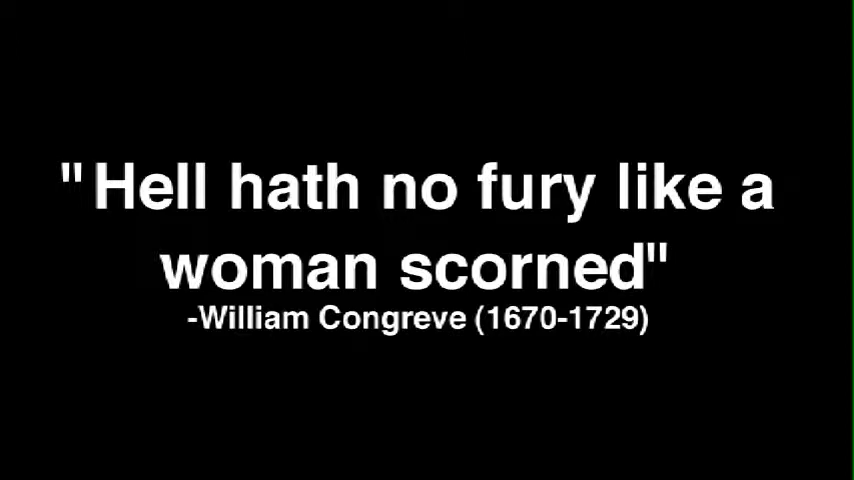 "Hell hath no fury like a
woman scorned"
-William Congreve (1670-1729)